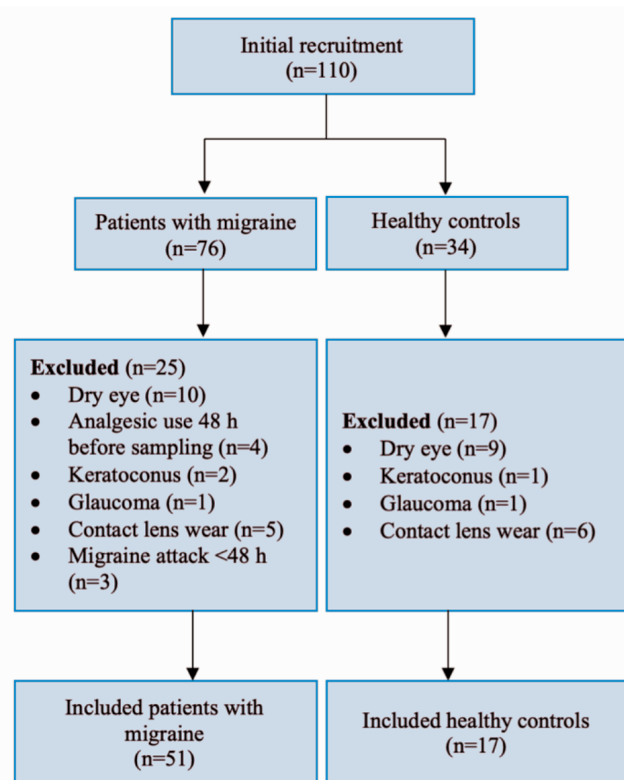 Initial recruitment
(n=110)
Patients with migraine
(n=76)
Healthy controls
(n=34)
Excluded (n=25)
• Dry eye (n=10)
• Analgesic use 48 h
before sampling (n=4)
• Keratoconus (n=2)
• Glaucoma (n=1)
• Contact lens wear (n=5)
• Migraine attack <48 h
(n=3)
Excluded (n=17)
• Dry eye (n=9)
• Keratoconus (n=1)
• Glaucoma (n=1)
• Contact lens wear (n=6)
Included patients with
migraine
(n=51)
Included healthy controls
(n=17)